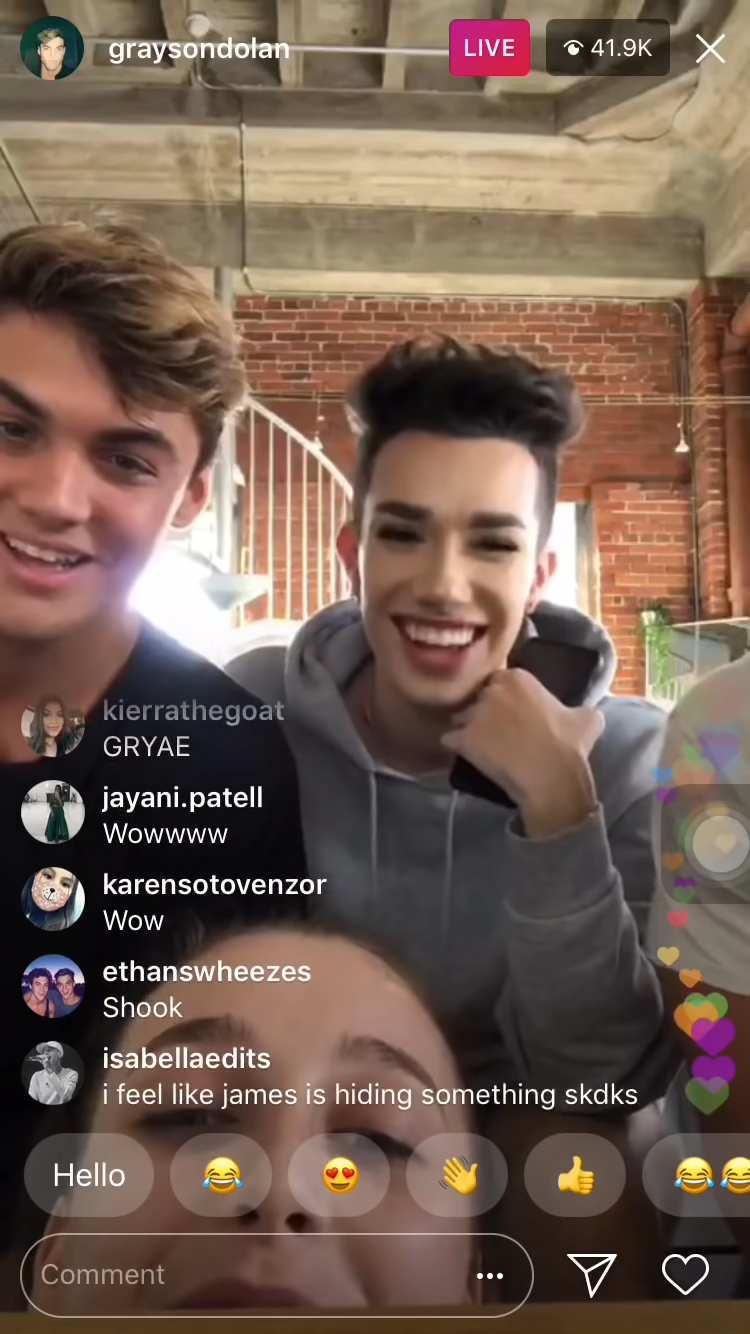 graysondolan
LIVE
41.9K
kierrathegoat
GRYAE
jayani.patell
Wowwww
karensotovenzor
Wow
ethanswheezes
Shook
isabellaedits
i feel like james is hiding something skdks
Hello
Comment